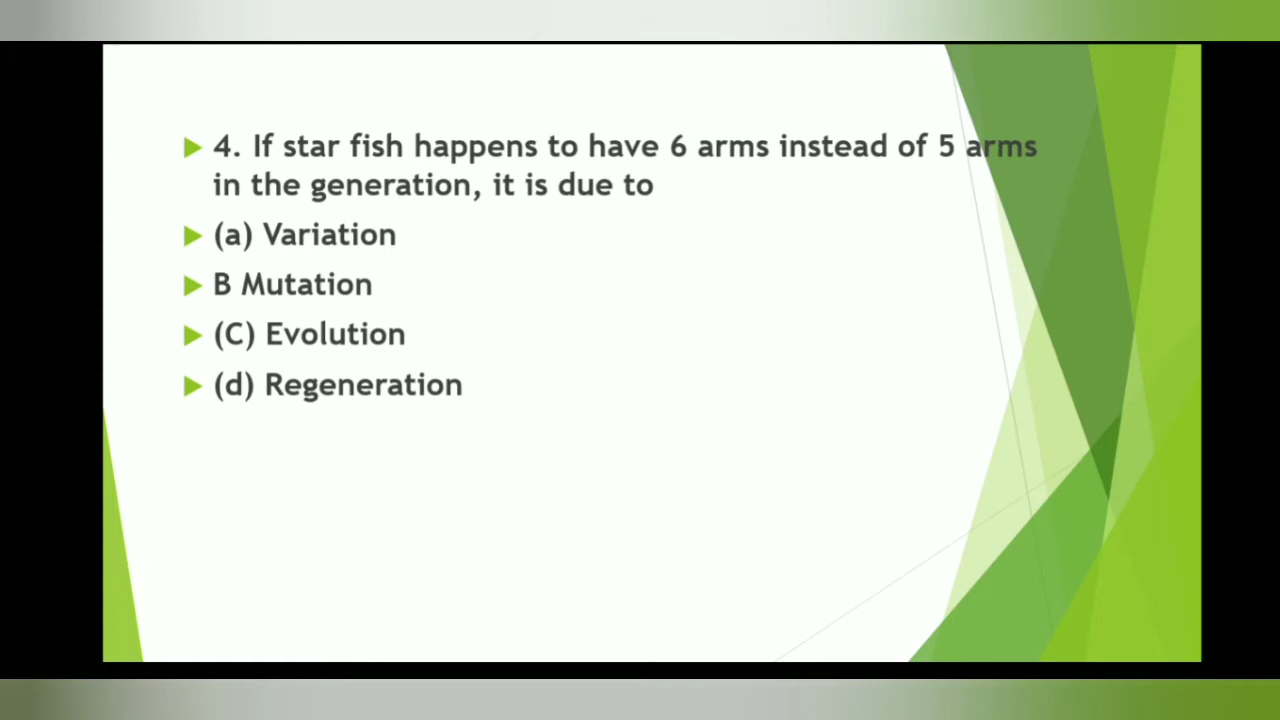 4. If star fish happens to have 6 arms instead of 5 arms
in the generation, it is due to
(a) Variation
B Mutation
(C) Evolution
(d) Regeneration